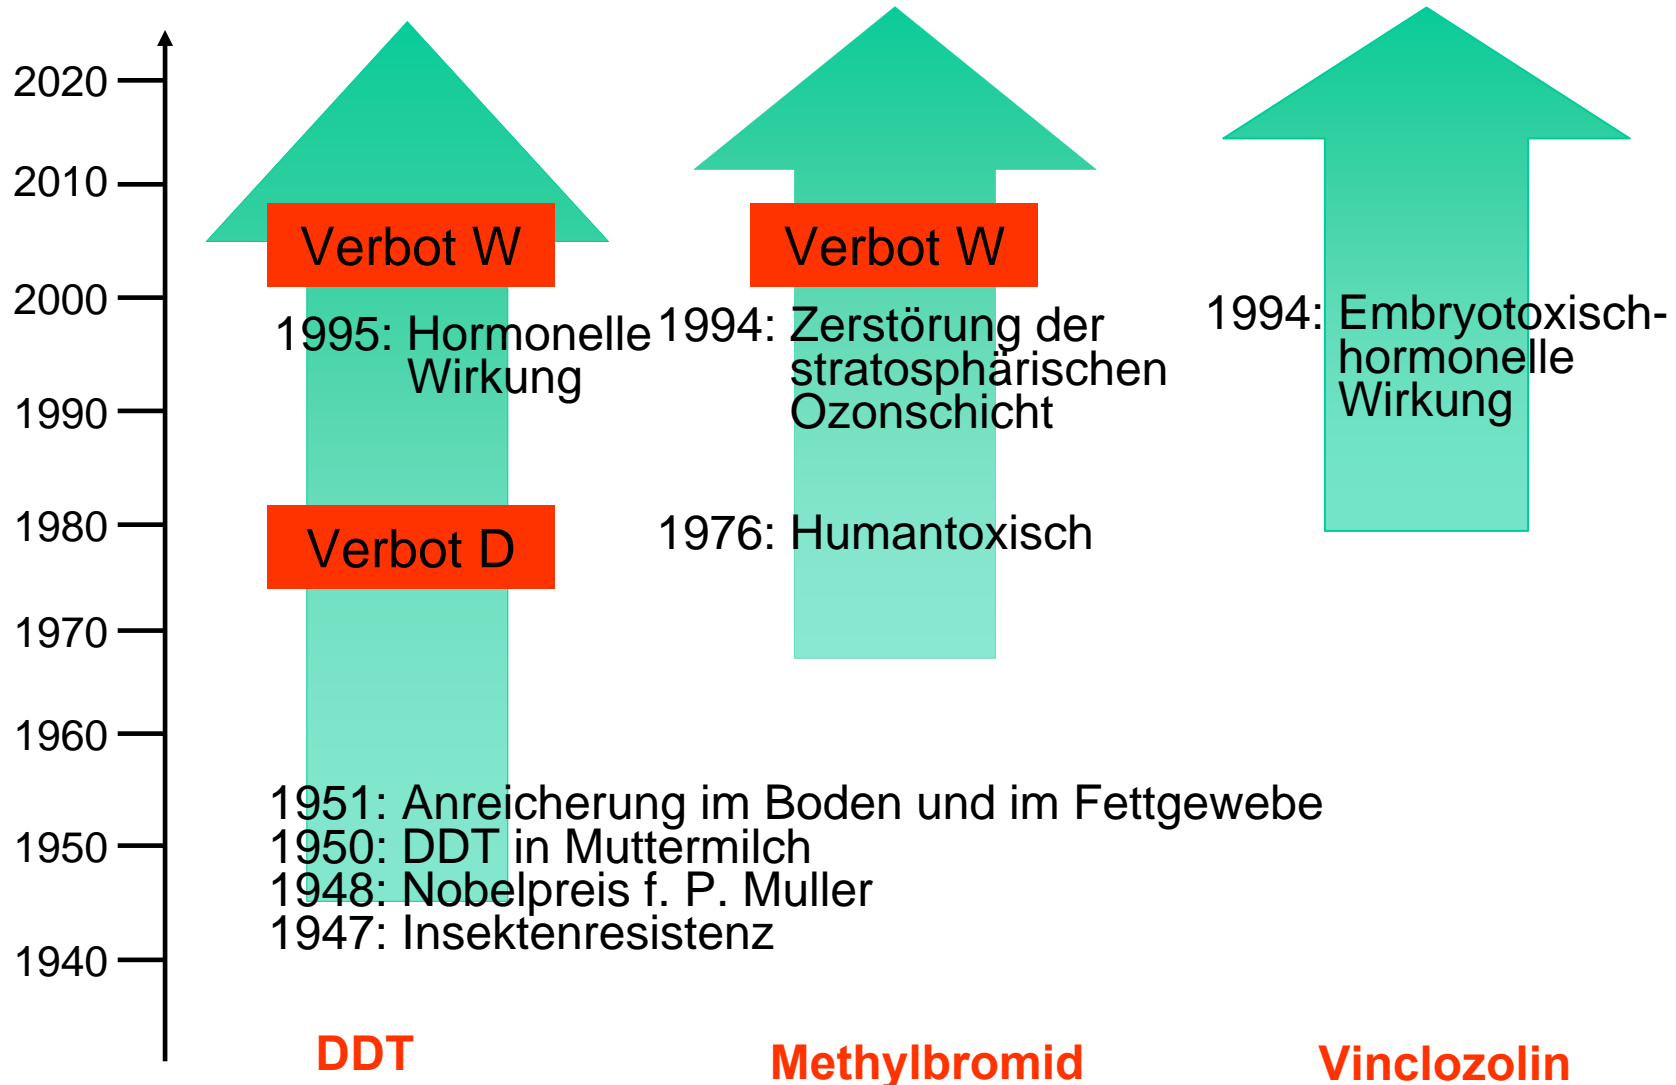 2020
2010
2000
1990
1980
1970
1960
1950
1940
Verbot W
1995: Hormonelle
Wirkung
Verbot D
1951: Anreicherung im Boden und im Fettgewebe
1950: DDT in Muttermilch
1948: Nobelpreis f. P. Muller
1947: Insektenresistenz
DDT
Verbot W
1994: Zerstörung der
stratosphärischen
Ozonschicht
1976: Humantoxisch
Methylbromid
1994: Embryotoxisch-
hormonelle
Wirkung
Vinclozolin